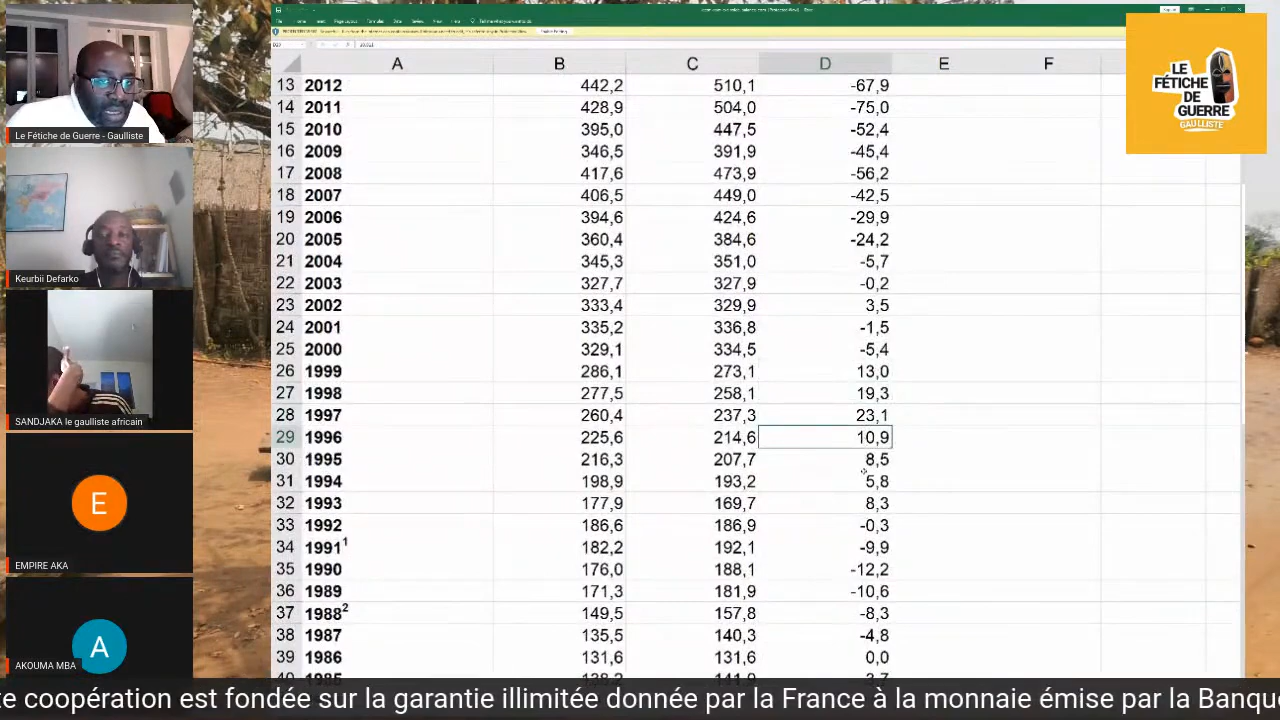 Le Fétiche de Guerre - Gaulliste
Keurbii Defarko
SANDJAKA le gaulliste africain
E
EMPIRE AKA
A
AKOUMA MBA
LE
FÉTICHE
DE
GUERRE
GAULLISTE
A B C D E F
13 2012 442,2 510,1 -67,9
14 2011 428,9 504,0 -75,0
15 2010 395,0 447,5 -52,4
16 2009 346,5 391,9 -45,4
17 2008 417,6 473,9 -56,2
18 2007 406,5 449,0 -42,5
19 2006 394,6 424,6 -29,9
20 2005 360,4 384,6 -24,2
21 2004 345,3 351,0 -5,7
22 2003 327,7 327,9 -0,2
23 2002 333,4 329,9 3,5
24 2001 335,2 336,8 -1,5
25 2000 329,1 334,5 -5,4
26 1999 286,1 273,1 13,0
27 1998 277,5 258,1 19,3
28 1997 260,4 237,3 23,1
29 1996 225,6 214,6 10,9
30 1995 216,3 207,7 8,5
31 1994 198,9 193,2 5,8
32 1993 177,9 169,7 8,3
33 1992 186,6 186,9 -0,3
34 1991¹ 182,2 192,1 -9,9
35 1990 176,0 188,1 -12,2
36 1989 171,3 181,9 -10,6
37 1988² 149,5 157,8 -8,3
38 1987 135,5 140,3 -4,8
39 1986 131,6 131,6 0,0
te coopération est fondée sur la garantie illimitée donnée par la France à la monnaie émise par la Banqu